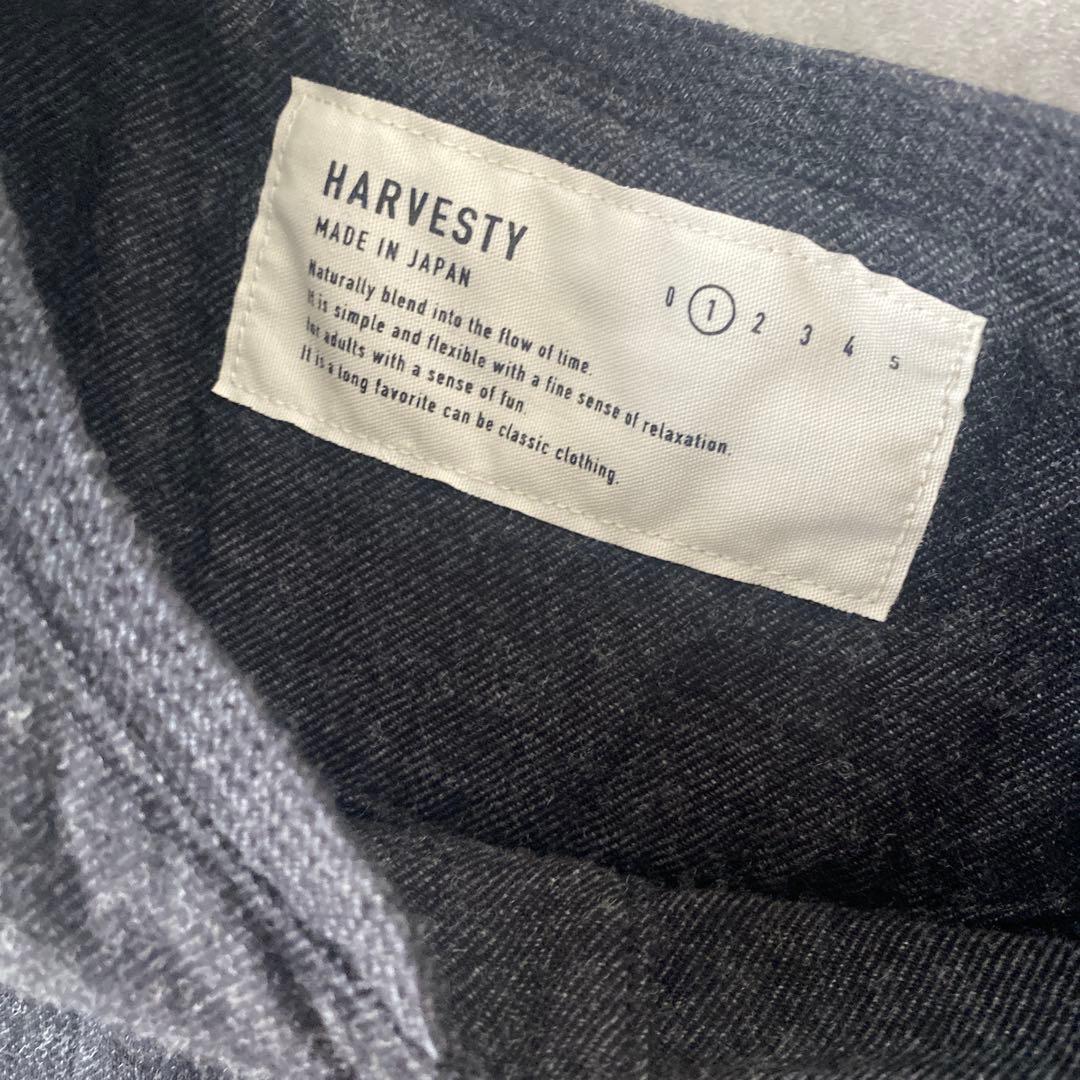 HARVESTY
MADE IN JAPAN
Naturally blend into the flow of time.
It is simple and flexible with a fine sense of relaxation.
for adults with a sense of fun.
It is a long favorite can be classic clothing.
0 1 2 3 4 5